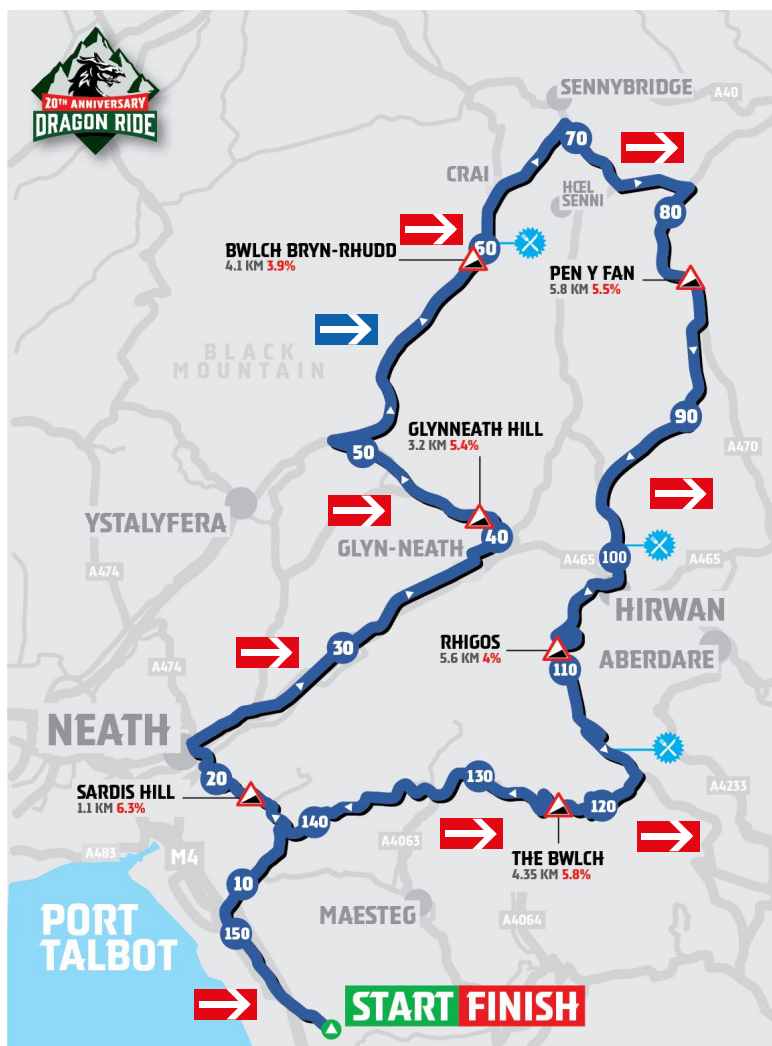 20TH ANNIVERSARY
DRAGON RIDE
SENNYBRIDGE
A40
70
CRAI
HŒL
SENNI
80
60
BWLCH BRYN-RHUDD
4.1 KM 3.9%
PEN Y FAN
5.8 KM 5.5%
BLACK
MOUNTAIN
90
GLYNNEATH HILL
3.2 KM 5.4%
50
A470
YSTALYFERA
40
GLYN-NEATH
A465
100
A465
A474
HIRWAN
30
RHIGOS
5.6 KM 4%
ABERDARE
A474
110
NEATH
20
130
SARDIS HILL
1.1 KM 6.3%
A4233
120
140
A4063
A483
M4
THE BWLCH
4.35 KM 5.8%
10
MAESTEG
PORT
TALBOT
150
A4064
START FINISH